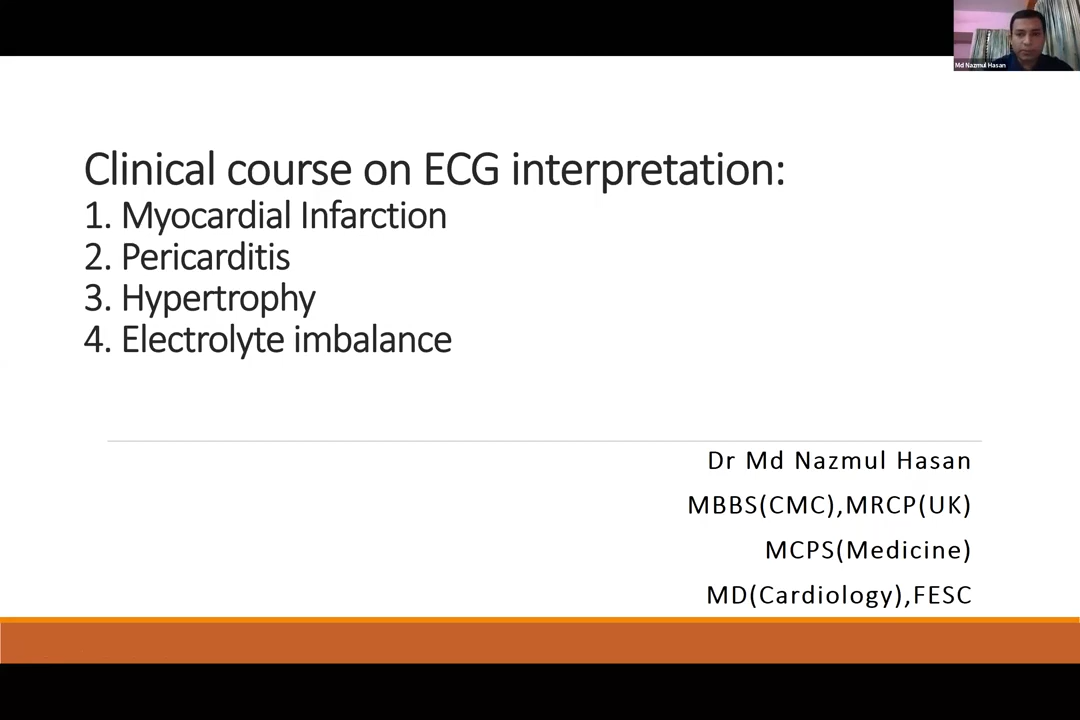 Md Nazmul Hasan
Clinical course on ECG interpretation:
1. Myocardial Infarction
2. Pericarditis
3. Hypertrophy
4. Electrolyte imbalance
Dr Md Nazmul Hasan
MBBS(CMC),MRCP(UK)
MCPS(Medicine)
MD(Cardiology),FESC